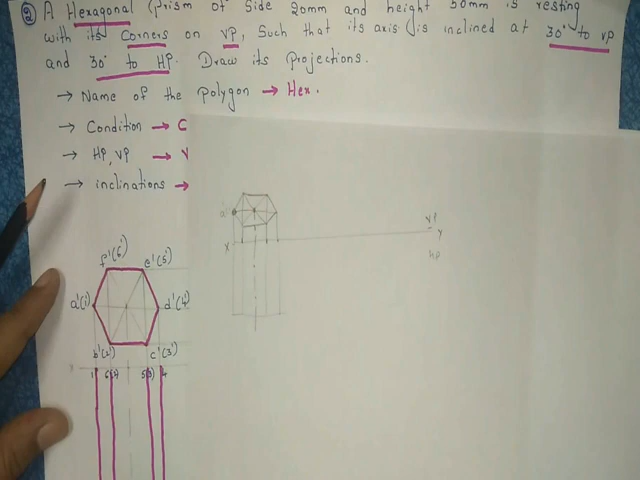 ② A Hexagonal Prism of Side 20mm and height 50mm is resting
with its Corners on VP, Such that its axis is inclined at 30° to VP
and 30° to HP. Draw its projections.
→ Name of the polygon → Hex.
→ Condition → C
→ HP, VP → V
→ inclinations →
a'
VP
X Y
HP
f'(6') e'(5')
a'(1') d'(4')
b'(2') c'(3')
X